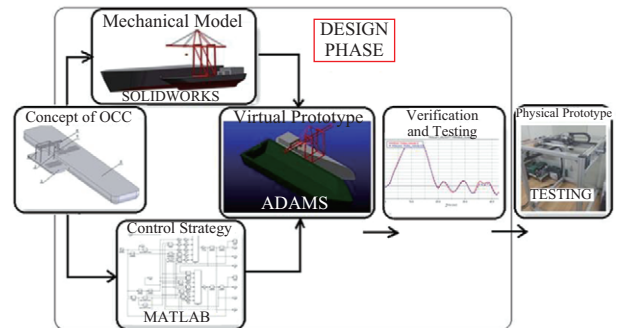 Mechanical Model
SOLIDWORKS
DESIGN
PHASE
Concept of OCC
Virtual Prototype
ADAMS
Verification
and Testing
Physical Prototype
TESTING
Control Strategy
MATLAB